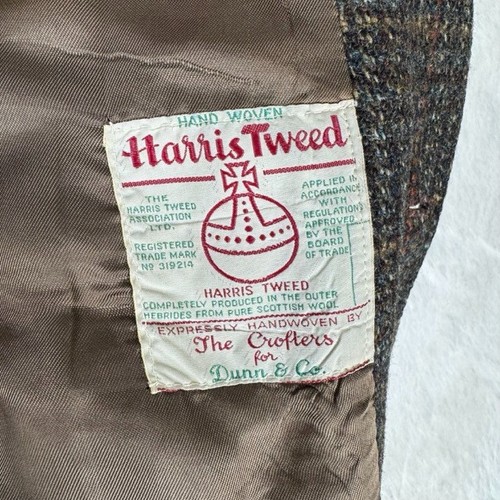 HAND WOVEN
Harris Tweed
THE
HARRIS TWEED
ASSOCIATION
LTD.
REGISTERED
TRADE MARK
No 319214
APPLIED IN
ACCORDANCE
WITH
REGULATIONS
APPROVED
BY THE
BOARD
OF TRADE
HARRIS TWEED
COMPLETELY PRODUCED IN THE OUTER
HEBRIDES FROM PURE SCOTTISH WOOL
EXPRESSLY HANDWOVEN BY
The Crofters
for
Dunn & Co.